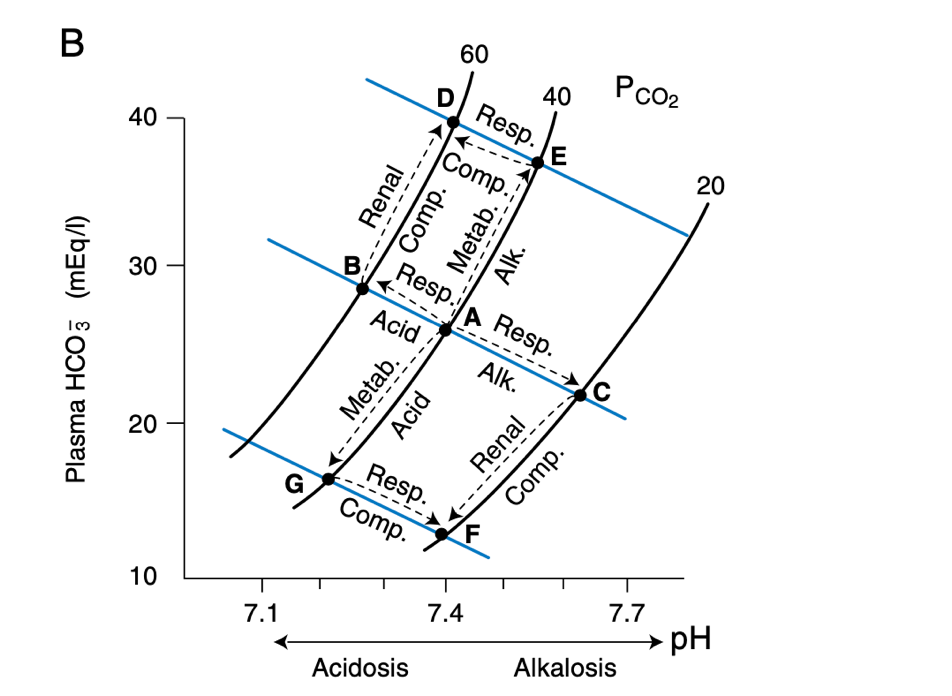 B
60
40
P CO2
20
D
Resp.
Comp.
E
Renal
Comp.
Metab.
Alk.
B
Resp.
Acid
A
Resp.
Alk.
C
Metab.
Acid
Renal
Comp.
G
Resp.
Comp.
F
Plasma HCO3− (mEq/l)
40
30
20
10
7.1 7.4 7.7
pH
Acidosis Alkalosis